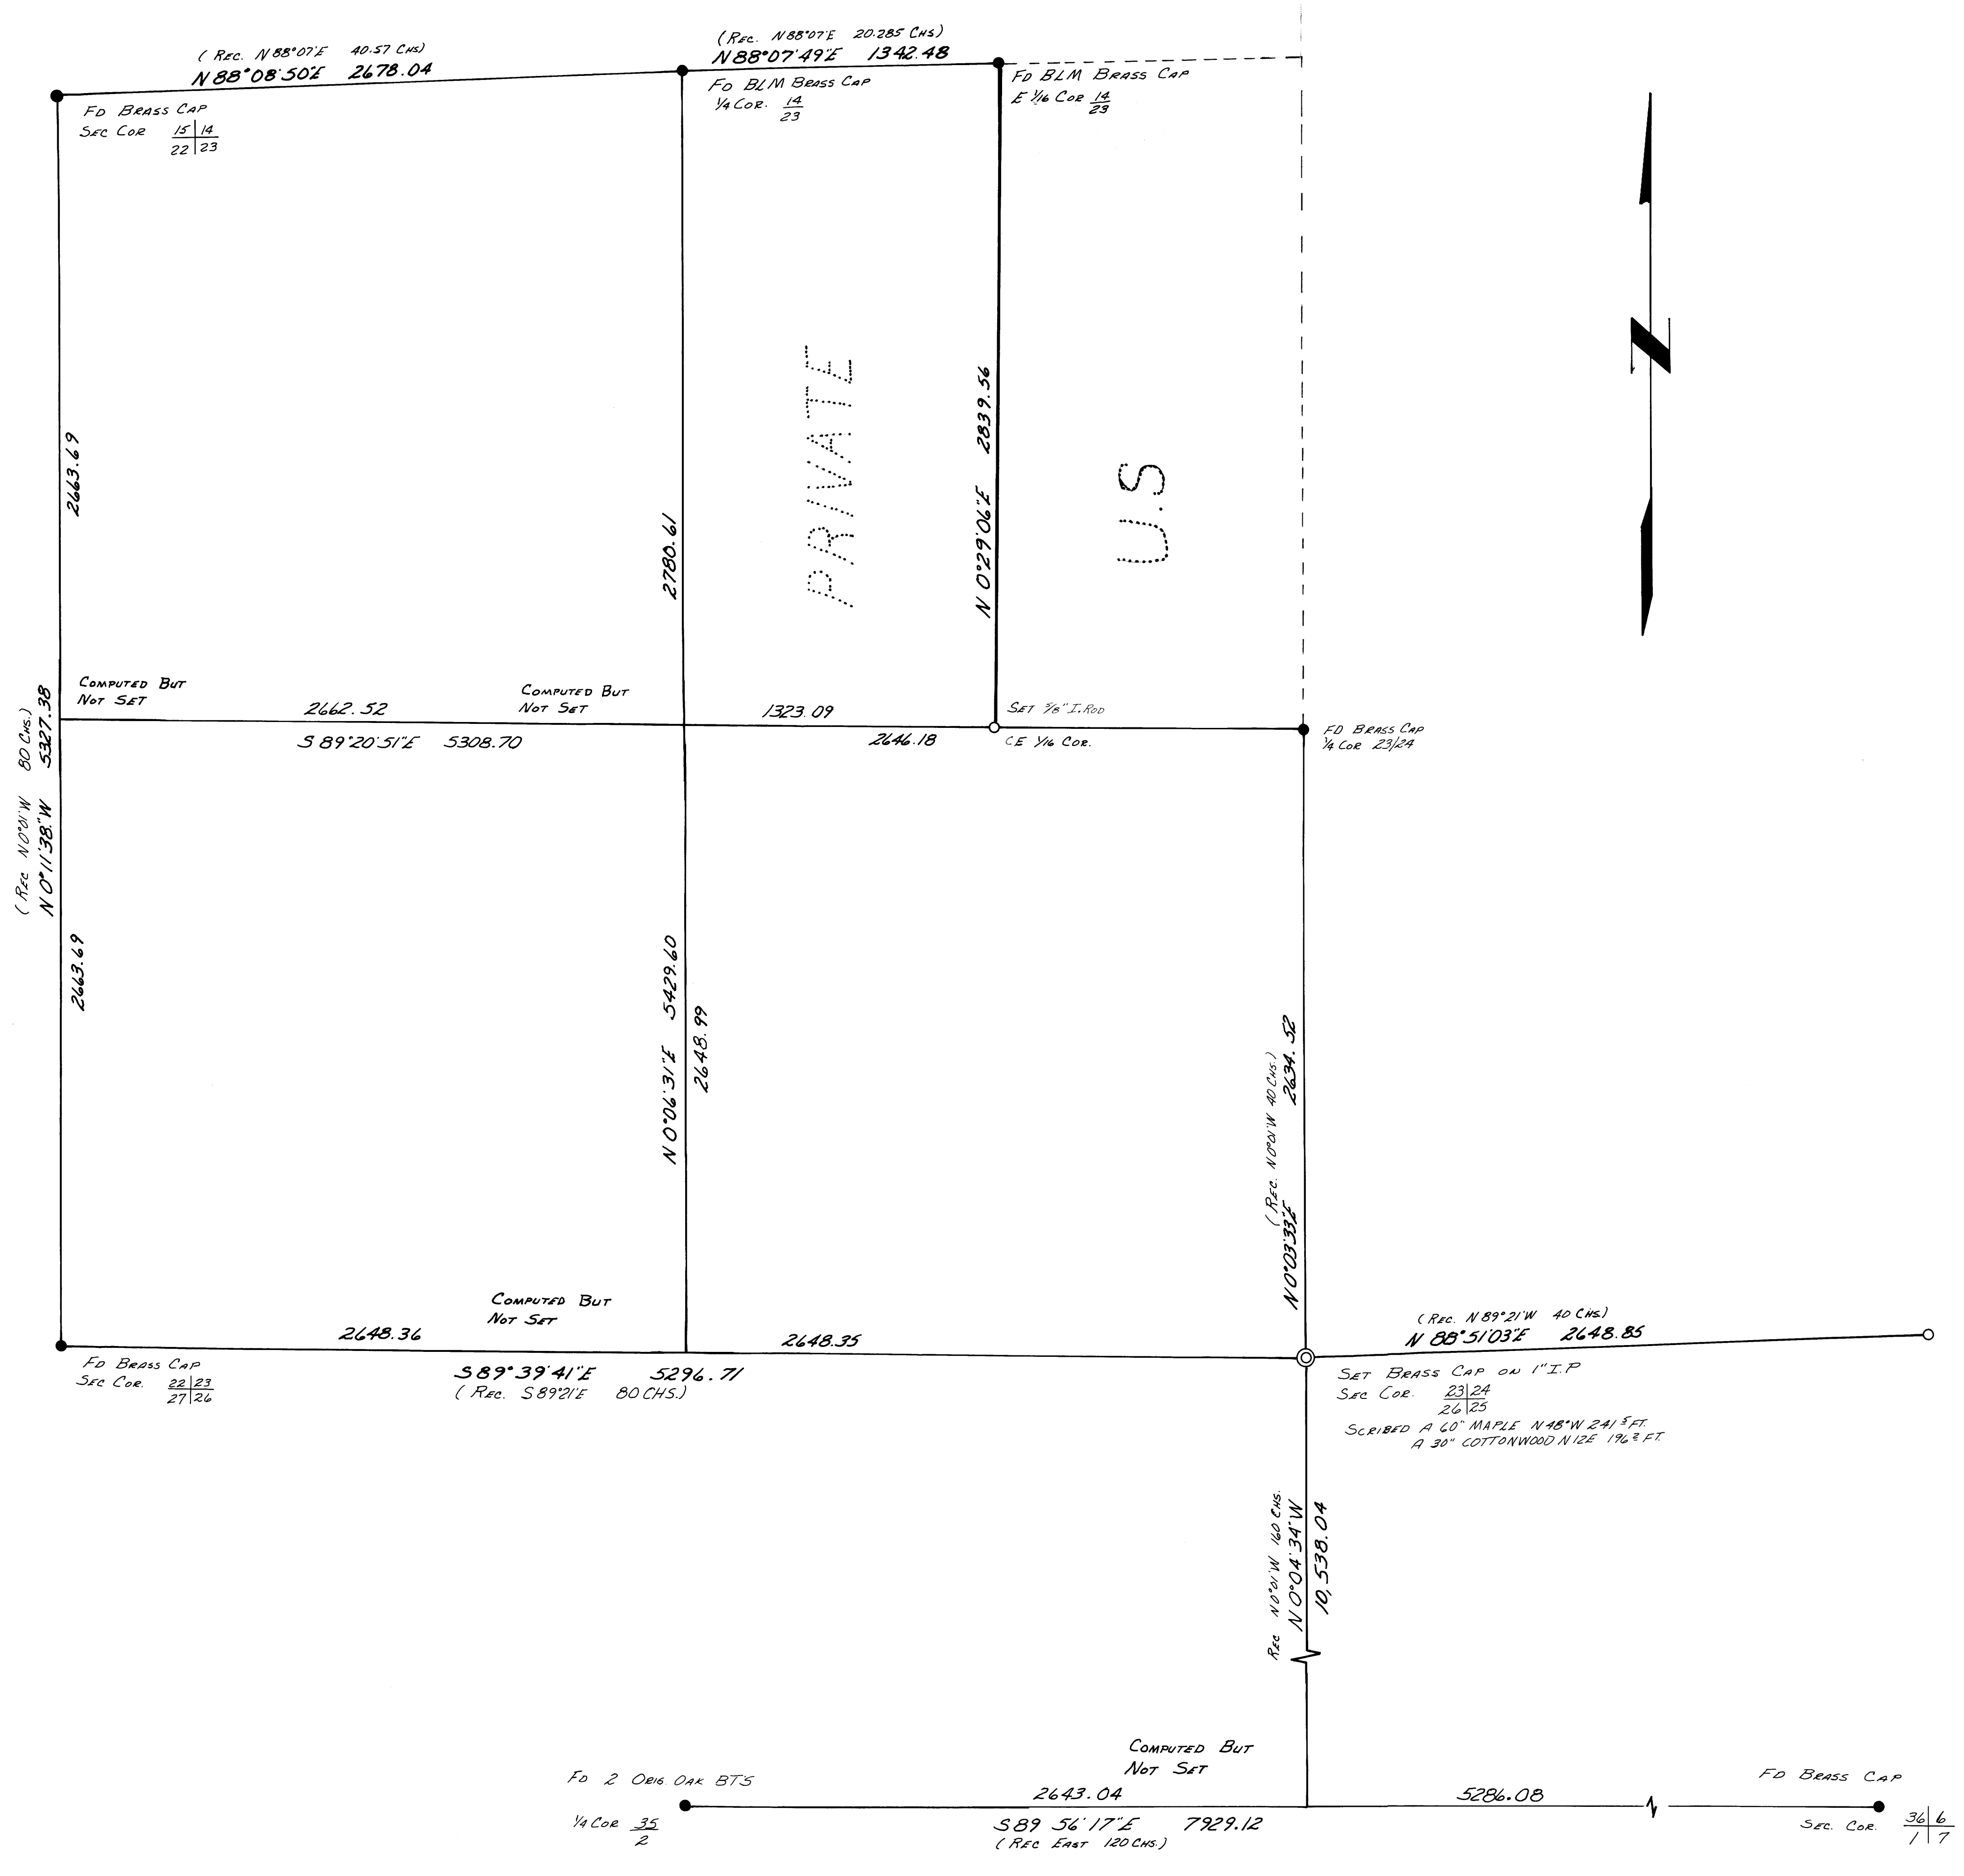 ( REC. N 88°07'E 40.57 CHS)
N 88°08'50"E 2678.04
( REC. N 88°07'E 20.285 CHS)
N 88°07'49"E 1342.48
FD BRASS CAP
SEC COR 15|14
22|23
FD BLM BRASS CAP
1/4 COR. 14
23
FD BLM BRASS CAP
E 1/16 COR 14
23
N
2663.69
2780.61
PRIVATE
N 0°29'06"E 2839.56
U.S
COMPUTED BUT
NOT SET
COMPUTED BUT
NOT SET
2662.52
S 89°20'51"E 5308.70
1323.09
2646.18
SET 5/8" I. ROD
CE 1/16 COR.
FD BRASS CAP
1/4 COR 23/24
( REC N0°01'W 80 CHS.)
N 0°11'38"W 5327.38
2663.69
N 0°06'31"E 5429.60
2648.99
( REC. N0°01'W 40 CHS.)
N 0°03'33"E 2634.52
COMPUTED BUT
NOT SET
2648.36
2648.35
FD BRASS CAP
SEC COR. 22|23
27|26
S 89°39'41"E 5296.71
( REC. S 89°21'E 80 CHS.)
( REC. N 89°21'W 40 CHS.)
N 88°51'03"E 2648.85
SET BRASS CAP ON 1" I.P
SEC COR. 23|24
26|25
SCRIBED A 60" MAPLE N 48°W 241⁵ FT.
A 30" COTTONWOOD N 12E 196² FT.
REC N0°01'W 160 CHS.
N 0°04'34"W
10,538.04
COMPUTED BUT
NOT SET
FD 2 ORIG. OAK BT'S
1/4 COR 35
2
2643.04
S 89 56'17"E 7929.12
( REC EAST 120 CHS.)
5286.08
FD BRASS CAP
SEC. COR. 36|6
1|7